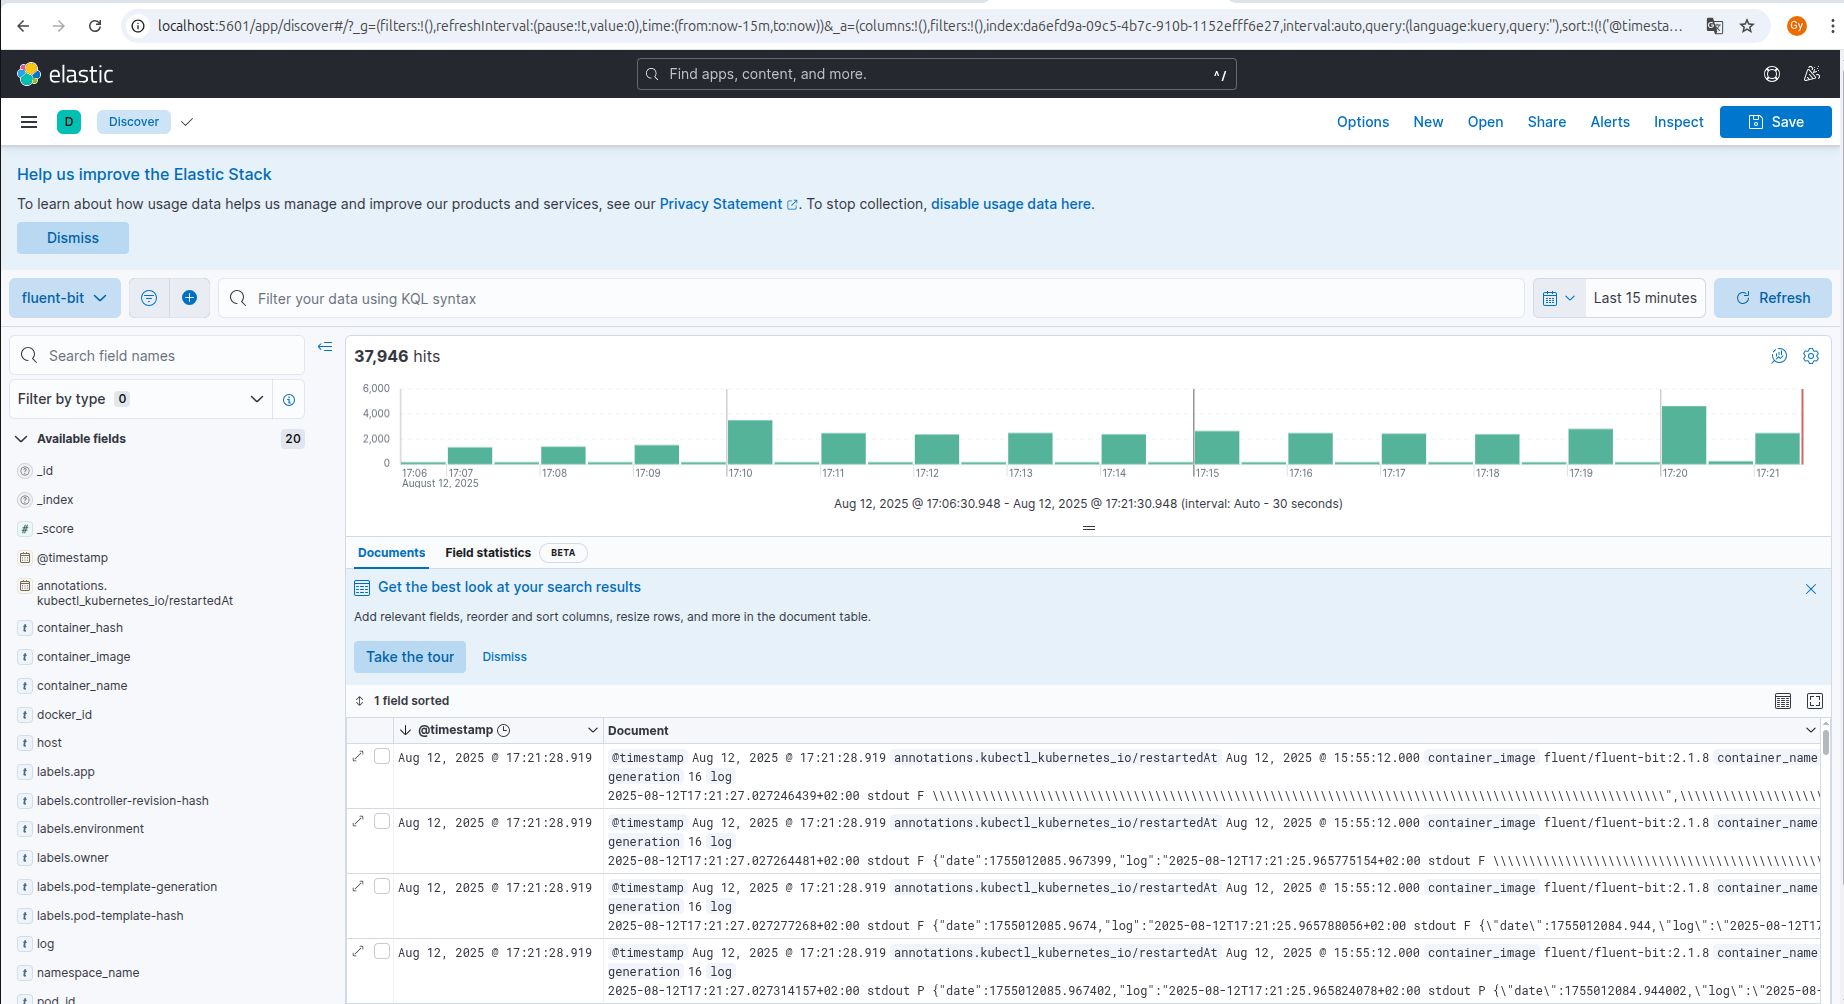 localhost:5601/app/discover#/?_g=(filters:!(),refreshInterval:(pause:!t,value:0),time:(from:now-15m,to:now))&_a=(columns:!(),filters:!(),index:da6efd9a-09c5-4b7c-910b-1152efff6e27,interval:auto,query:(language:kuery,query:''),sort:!(!('@timesta...
Gy
elastic
Find apps, content, and more.
^/
D
Discover
Options
New
Open
Share
Alerts
Inspect
Save
Help us improve the Elastic Stack
To learn about how usage data helps us manage and improve our products and services, see our Privacy Statement . To stop collection, disable usage data here.
Dismiss
fluent-bit
Filter your data using KQL syntax
Last 15 minutes
Refresh
Search field names
Filter by type 0
Available fields 20
_id
_index
# _score
@timestamp
annotations.
kubectl_kubernetes_io/restartedAt
t container_hash
t container_image
t container_name
t docker_id
t host
t labels.app
t labels.controller-revision-hash
t labels.environment
t labels.owner
t labels.pod-template-generation
t labels.pod-template-hash
t log
t namespace_name
t pod_id
37,946 hits
6,000
4,000
2,000
0
17:06 17:07 17:08 17:09 17:10 17:11 17:12 17:13 17:14 17:15 17:16 17:17 17:18 17:19 17:20 17:21
August 12, 2025
Aug 12, 2025 @ 17:06:30.948 - Aug 12, 2025 @ 17:21:30.948 (interval: Auto - 30 seconds)
Documents
Field statistics
BETA
Get the best look at your search results
Add relevant fields, reorder and sort columns, resize rows, and more in the document table.
Take the tour
Dismiss
1 field sorted
@timestamp
Document
Aug 12, 2025 @ 17:21:28.919
@timestamp Aug 12, 2025 @ 17:21:28.919 annotations.kubectl_kubernetes_io/restartedAt Aug 12, 2025 @ 15:55:12.000 container_image fluent/fluent-bit:2.1.8 container_name
generation 16 log
2025-08-12T17:21:27.027246439+02:00 stdout F
Aug 12, 2025 @ 17:21:28.919
@timestamp Aug 12, 2025 @ 17:21:28.919 annotations.kubectl_kubernetes_io/restartedAt Aug 12, 2025 @ 15:55:12.000 container_image fluent/fluent-bit:2.1.8 container_name
generation 16 log
2025-08-12T17:21:27.027264481+02:00 stdout F {"date":1755012085.967399,"log":"2025-08-12T17:21:25.965775154+02:00 stdout F
Aug 12, 2025 @ 17:21:28.919
@timestamp Aug 12, 2025 @ 17:21:28.919 annotations.kubectl_kubernetes_io/restartedAt Aug 12, 2025 @ 15:55:12.000 container_image fluent/fluent-bit:2.1.8 container_name
generation 16 log
2025-08-12T17:21:27.027277268+02:00 stdout F {"date":1755012085.9674,"log":"2025-08-12T17:21:25.965788056+02:00 stdout F {\"date\":1755012084.944,\"log\":\"2025-08-12T17
Aug 12, 2025 @ 17:21:28.919
@timestamp Aug 12, 2025 @ 17:21:28.919 annotations.kubectl_kubernetes_io/restartedAt Aug 12, 2025 @ 15:55:12.000 container_image fluent/fluent-bit:2.1.8 container_name
generation 16 log
2025-08-12T17:21:27.027314157+02:00 stdout P {"date":1755012085.967402,"log":"2025-08-12T17:21:25.965824078+02:00 stdout P {\"date\":1755012084.944002,\"log\":\"2025-08-